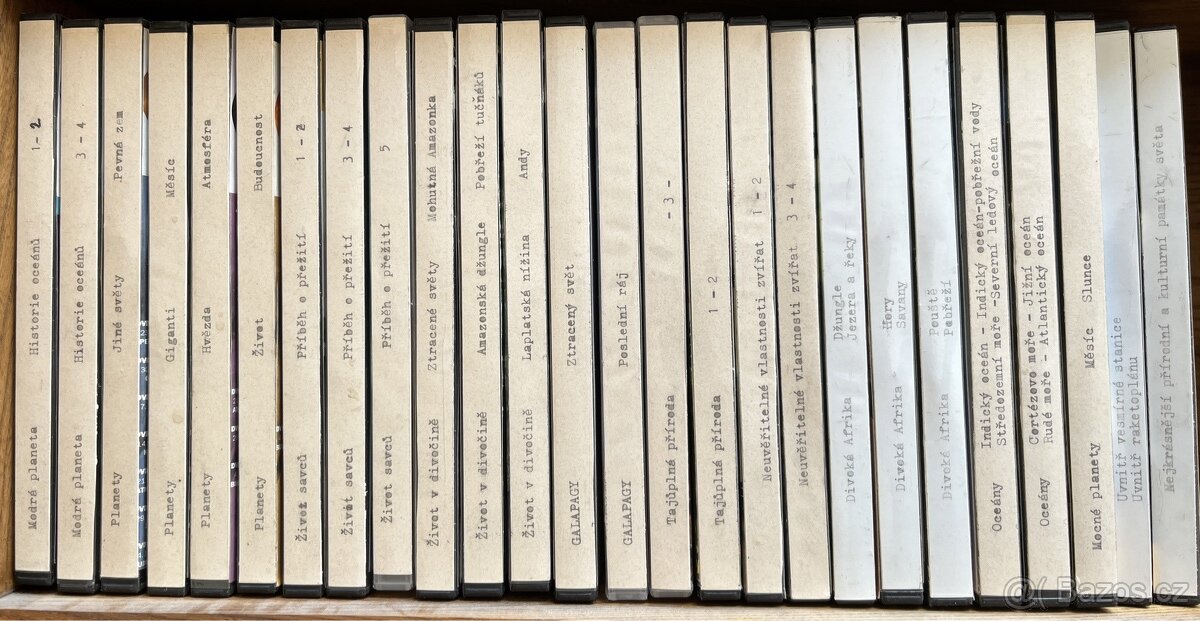 Modrá planeta Historie oceánů 1-2
Modrá planeta Historie oceánů 3 - 4
Planety Jiné světy Pevná zem
Planety Giganti Měsíc
Planety Hvězda Atmosféra
Planety Život Budoucnost
Život savců Příběh o přežití 1 - 2
Život savců Příběh o přežití 3 - 4
Život savců Příběh o přežití 5
Život v divočině Ztracené světy Mohutná Amazonka
Život v divočině Amazonská džungle Pobřeží tučňáků
Život v divočině Laplatská nížina Andy
GALAPAGY Ztracený svět
GALAPAGY Poslední ráj
Tajůplná příroda - 3 -
Tajůplná příroda 1 - 2
Neuvěřitelné vlastnosti zvířat 1 - 2
Neuvěřitelné vlastnosti zvířat 3 - 4
Divoká Afrika Džungle
Jezera a řeky
Divoká Afrika Hory
Savany
Divoká Afrika Pouště
Pobřeží
Oceány Indický oceán - Indický oceán-pobřežní vody
Středozemní moře -Severní ledový oceán
Oceány Cortézovo moře - Jižní oceán
Rudé moře - Atlantický oceán
Mocné planety Měsíc Slunce
Uvnitř vesmírné stanice
Uvnitř raketoplánu
Nejkrásnější přírodní a kulturní památky světa
Bazos.cz